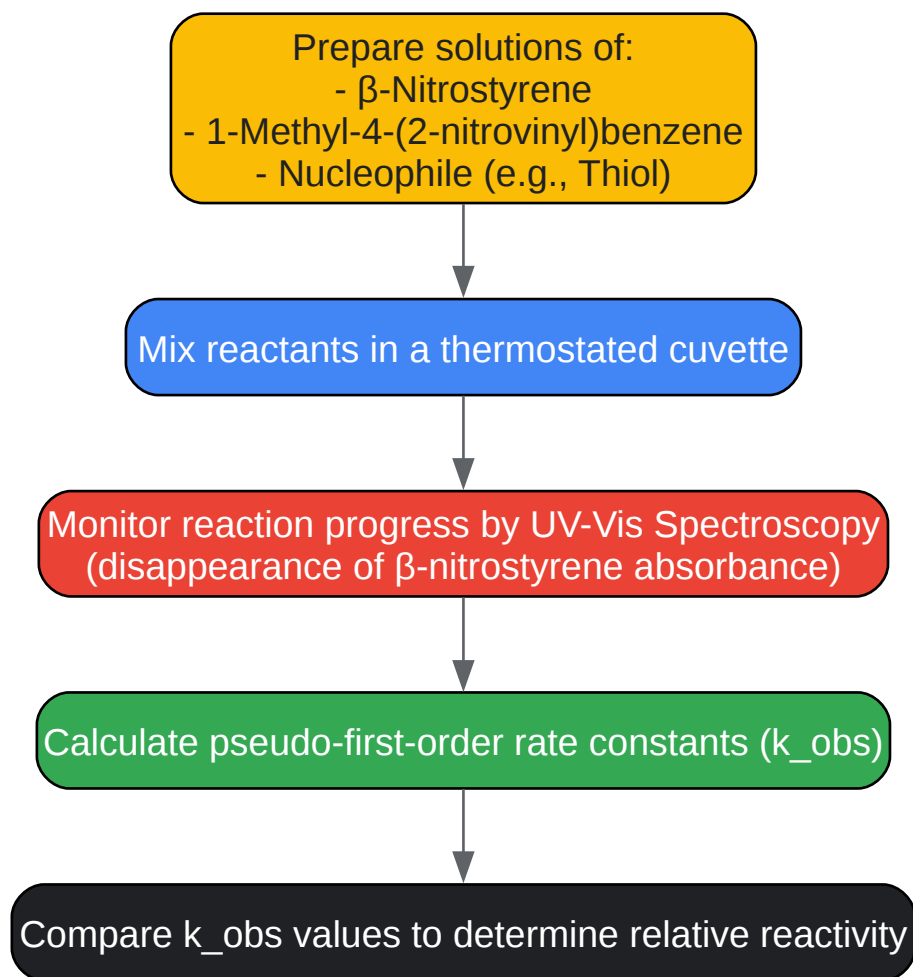 Prepare solutions of:
- β-Nitrostyrene
- 1-Methyl-4-(2-nitrovinyl)benzene
- Nucleophile (e.g., Thiol)
Mix reactants in a thermostated cuvette
Monitor reaction progress by UV-Vis Spectroscopy
(disappearance of β-nitrostyrene absorbance)
Calculate pseudo-first-order rate constants (k_obs)
Compare k_obs values to determine relative reactivity